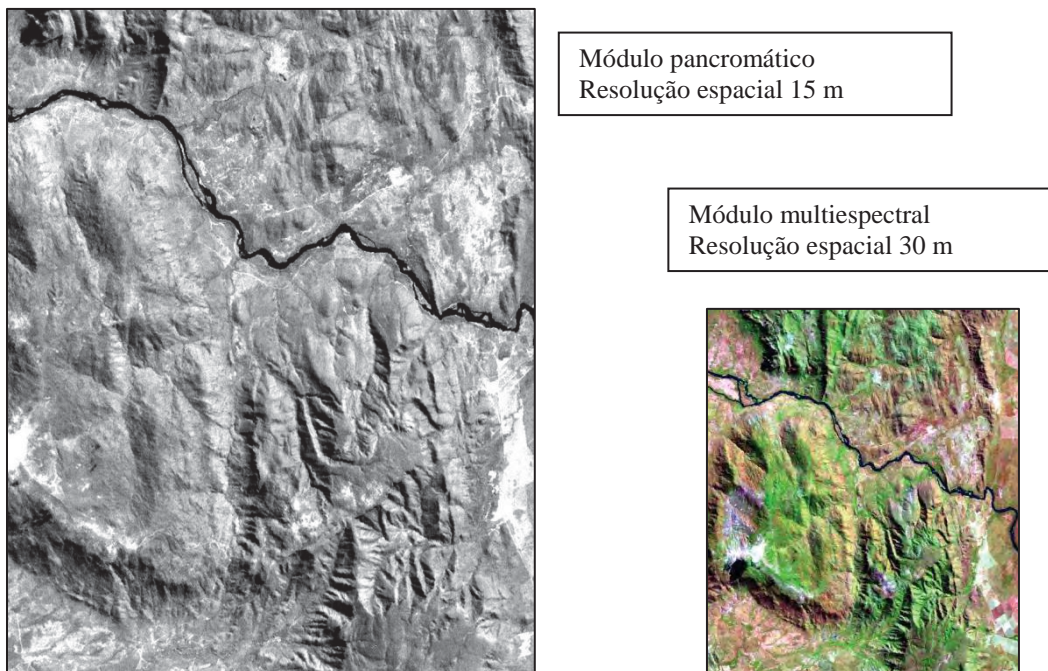 Módulo pancromático
Resolução espacial 15 m
Módulo multiespectral
Resolução espacial 30 m